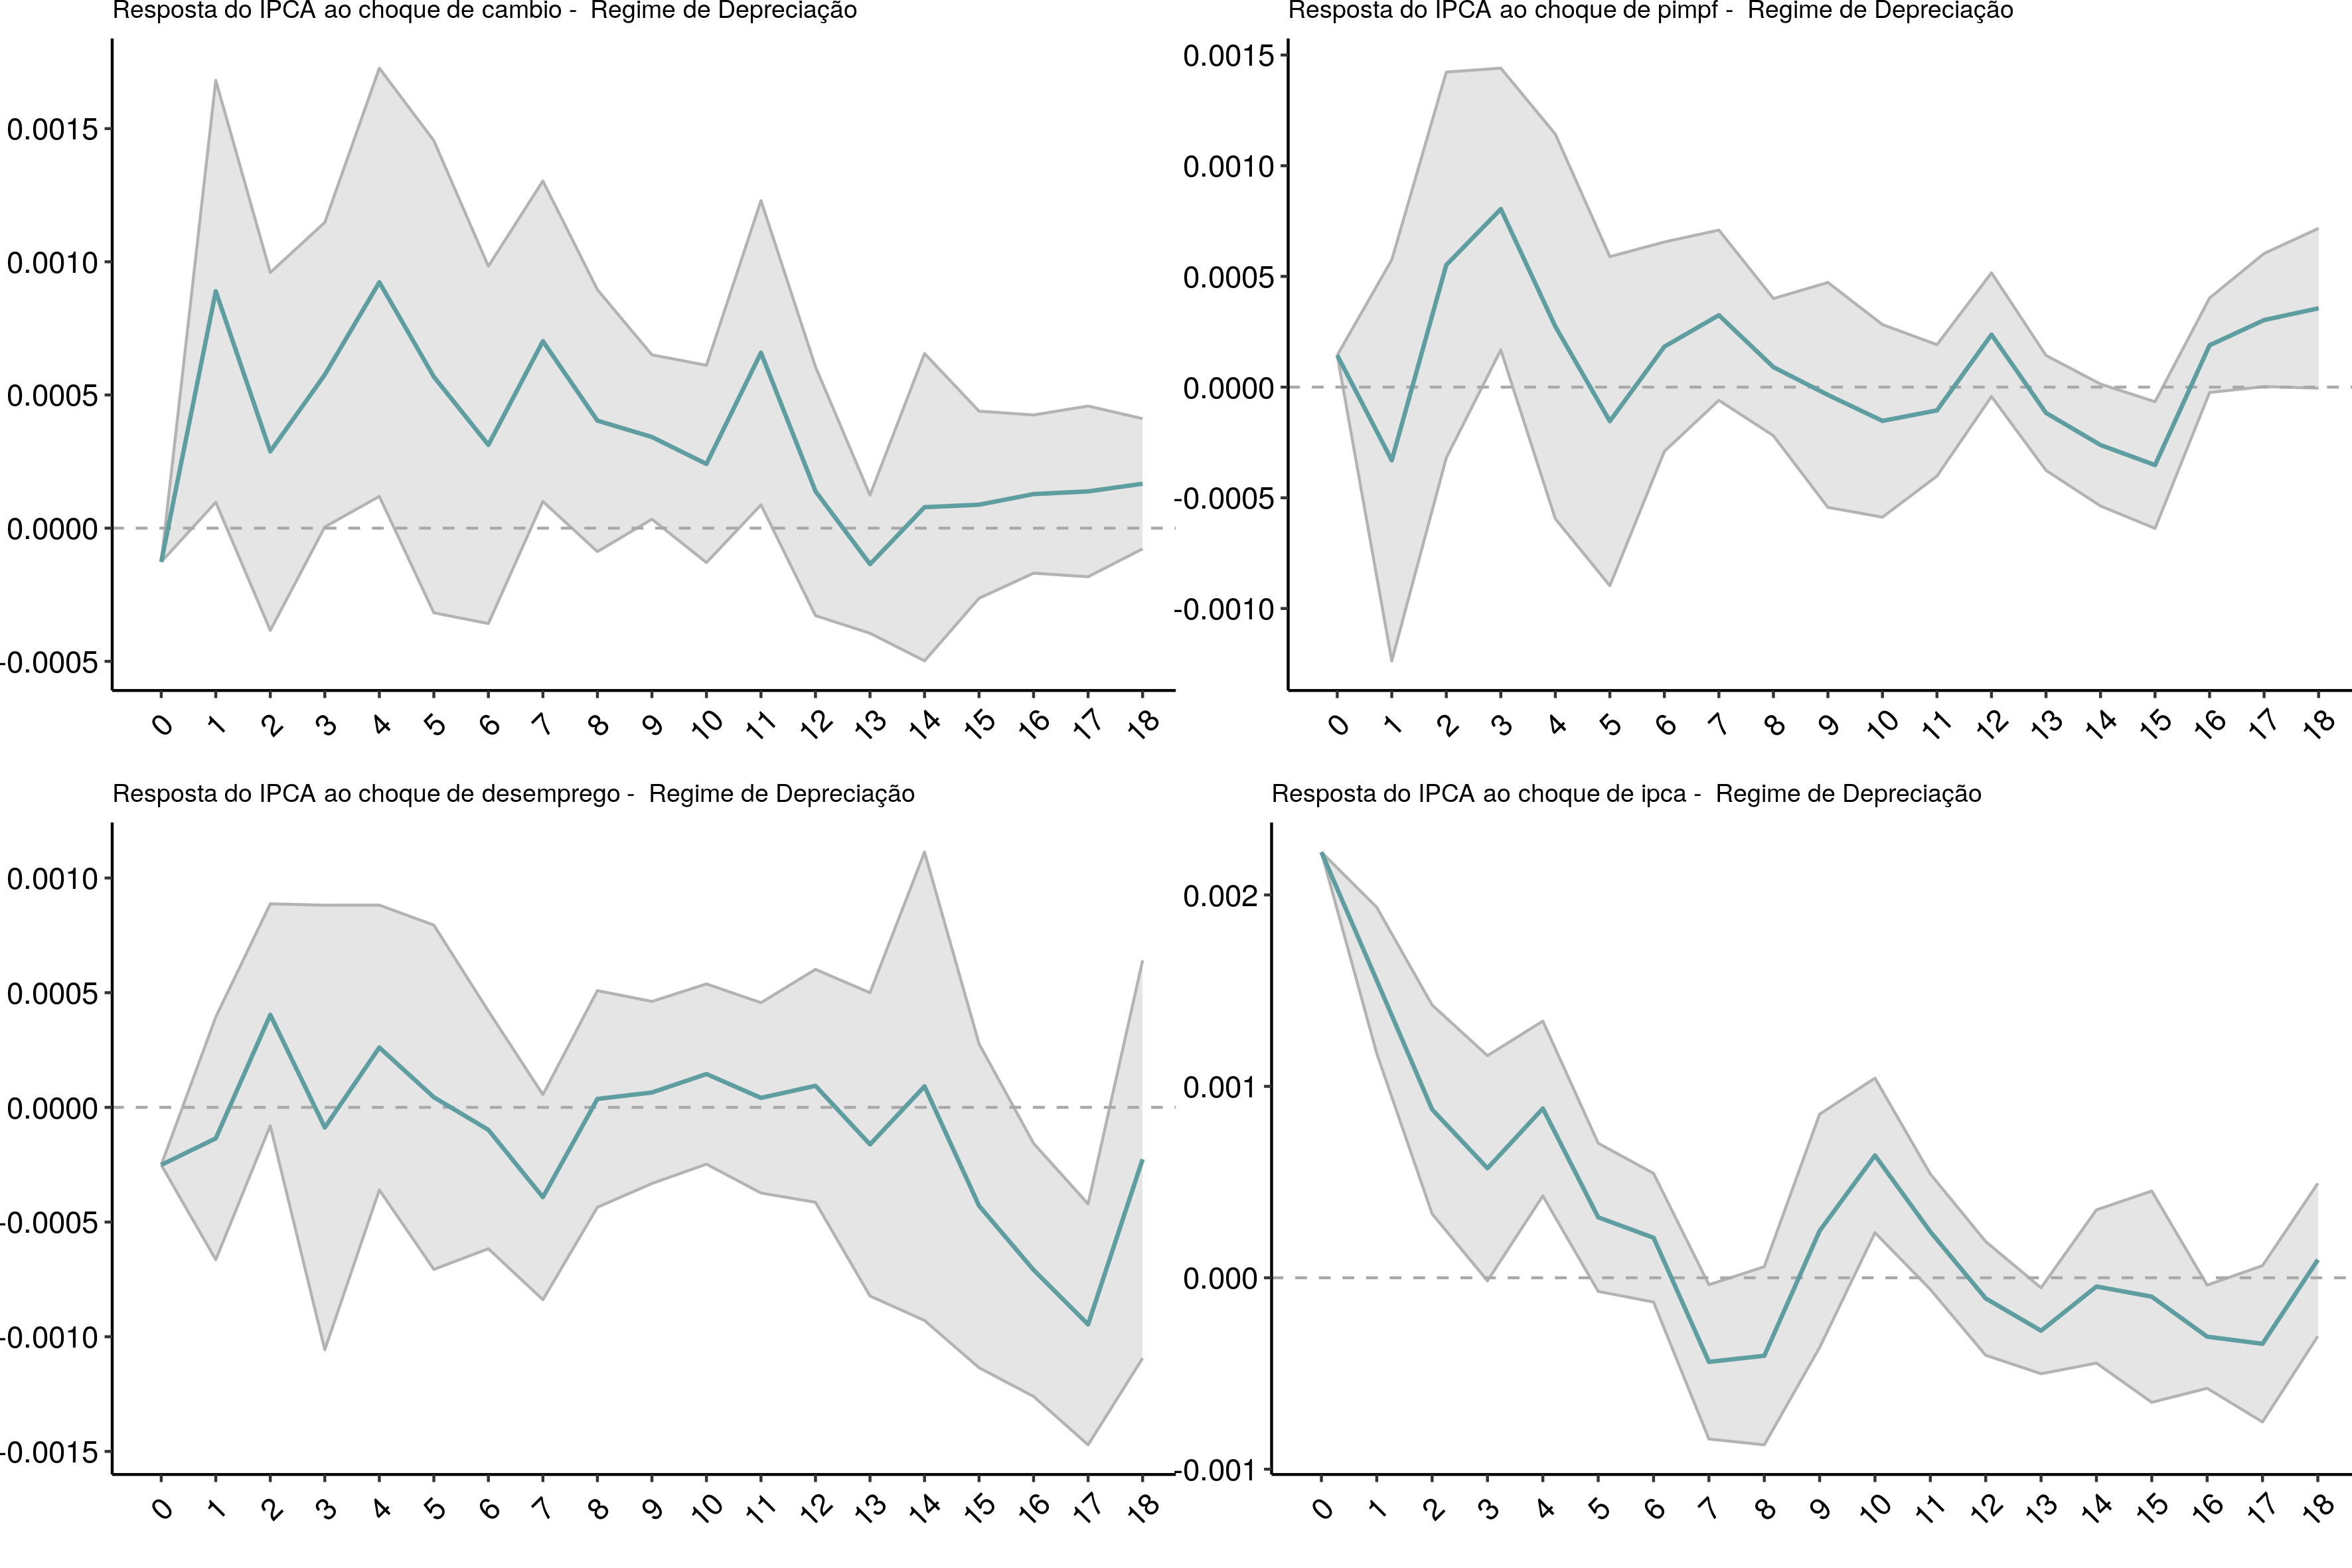 Resposta do IPCA ao choque de cambio -  Regime de Depreciação
0.0015
0.0010
0.0005
0.0000
-0.0005
0 1 2 3 4 5 6 7 8 9 10 11 12 13 14 15 16 17 18
Resposta do IPCA ao choque de pimpf -  Regime de Depreciação
0.0015
0.0010
0.0005
0.0000
-0.0005
-0.0010
0 1 2 3 4 5 6 7 8 9 10 11 12 13 14 15 16 17 18
Resposta do IPCA ao choque de desemprego -  Regime de Depreciação
0.0010
0.0005
0.0000
-0.0005
-0.0010
-0.0015
0 1 2 3 4 5 6 7 8 9 10 11 12 13 14 15 16 17 18
Resposta do IPCA ao choque de ipca -  Regime de Depreciação
0.002
0.001
0.000
-0.001
0 1 2 3 4 5 6 7 8 9 10 11 12 13 14 15 16 17 18